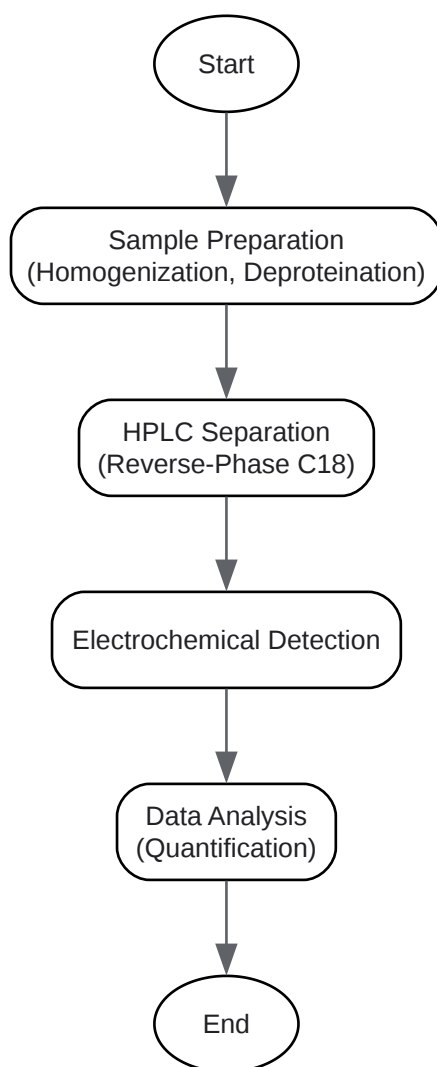 Start
Sample Preparation
(Homogenization, Deproteination)
HPLC Separation
(Reverse-Phase C18)
Electrochemical Detection
Data Analysis
(Quantification)
End